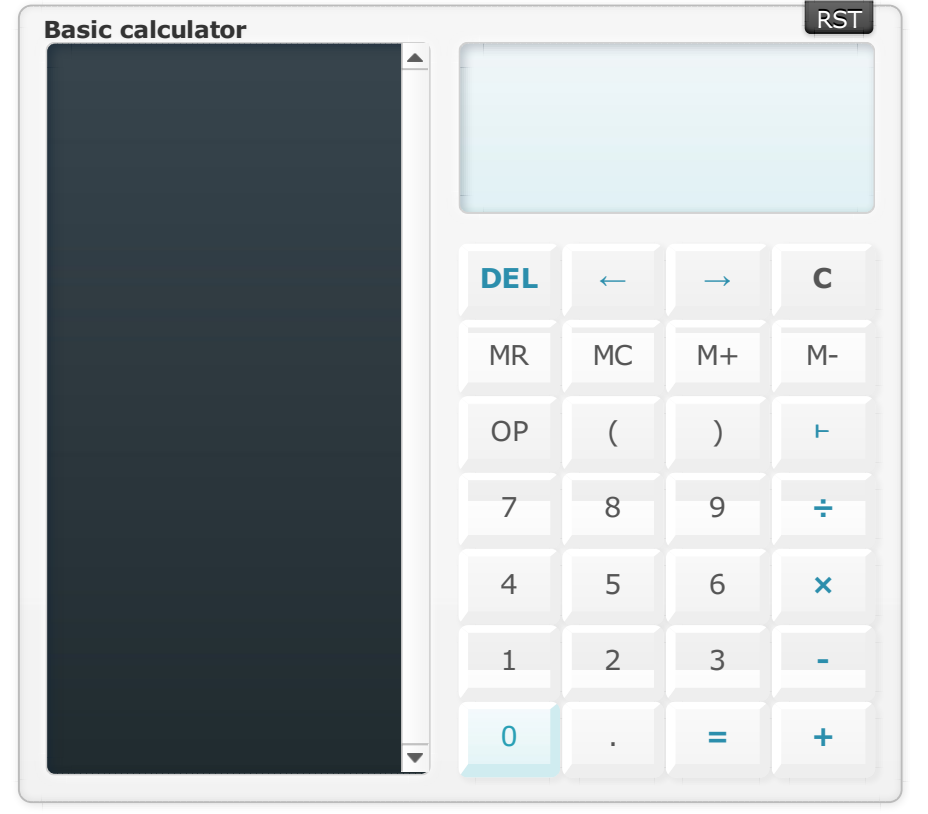 RST
Basic calculator
DEL ← → C
MR MC M+ M-
OP ( ) ⊢
7 8 9 ÷
4 5 6 ×
1 2 3 -
0 . = +